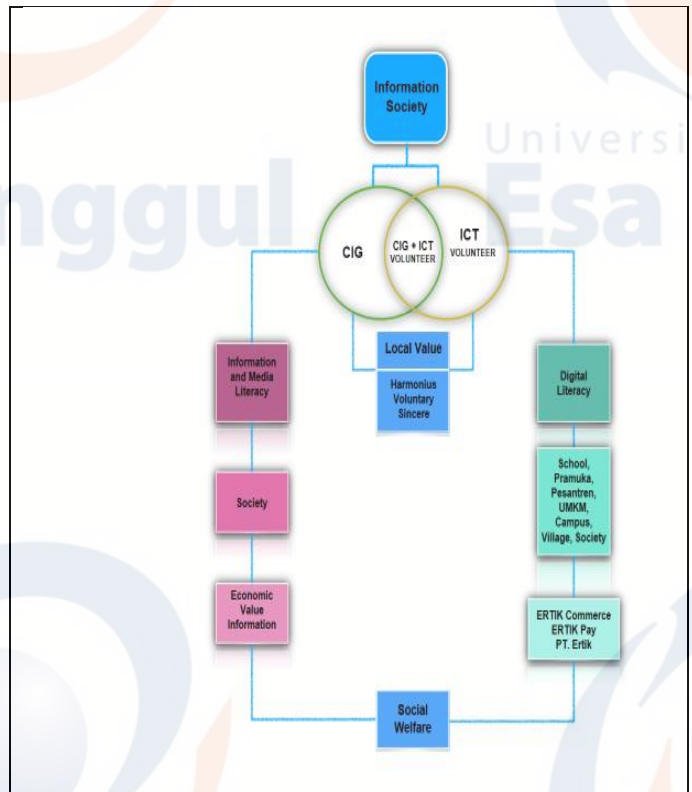 Information
Society
Universi
nggul
Esa
CIG
CIG + ICT
VOLUNTEER
ICT
VOLUNTEER
Local Value
Harmonius
Voluntary
Sincere
Information
and Media
Literacy
Society
Economic
Value
Information
Digital
Literacy
School,
Pramuka,
Pesantren,
UMKM,
Campus,
Village, Society
ERTIK Commerce
ERTIK Pay
PT. Ertik
Social
Welfare